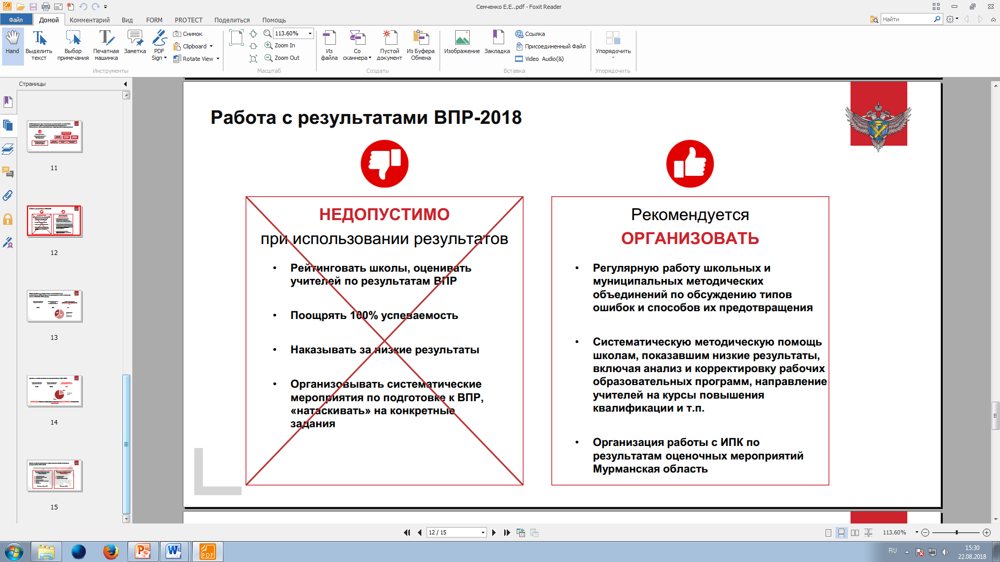 Семченко Е.Е..pdf - Foxit Reader
Файл
Домой
Комментарий
Вид
FORM
PROTECT
Поделиться
Помощь
Найти
Hand
Выделить
текст
Выбор
примечания
Печатная
машинка
Заметка
PDF
Sign
Снимок
Clipboard
Rotate View
Инструменты
113.60%
Zoom In
Zoom Out
Масштаб
Из
файла
Со
сканнера
Пустой
документ
Из Буфера
Обмена
Создать
Изображение
Закладка
Ссылка
Присоединенный Файл
Video Audio(&)
Вставка
Упорядочить
Упорядочить
Страницы
11
12
13
14
15
Работа с результатами ВПР-2018
НЕДОПУСТИМО
при использовании результатов
• Рейтинговать школы, оценивать
учителей по результатам ВПР
• Поощрять 100% успеваемость
• Наказывать за низкие результаты
• Организовывать систематические
мероприятия по подготовке к ВПР,
«натаскивать» на конкретные
задания
Рекомендуется
ОРГАНИЗОВАТЬ
• Регулярную работу школьных и
муниципальных методических
объединений по обсуждению типов
ошибок и способов их предотвращения
• Систематическую методическую помощь
школам, показавшим низкие результаты,
включая анализ и корректировку рабочих
образовательных программ, направление
учителей на курсы повышения
квалификации и т.п.
• Организация работы с ИПК по
результатам оценочных мероприятий
Мурманская область
12 / 15
113.60%
RU
15:30
22.08.2018